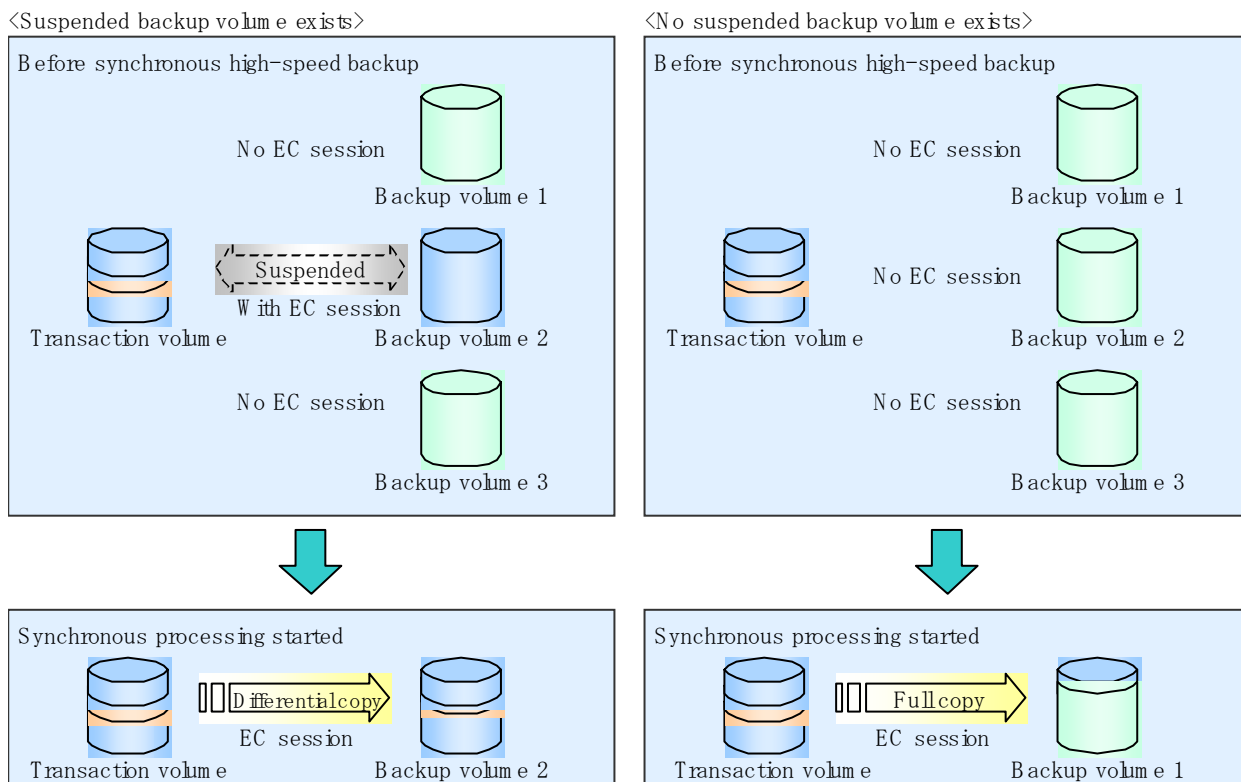 <Suspended backup volume exists>
Before synchronous high-speed backup
No EC session
Backup volume 1
Suspended
With EC session
Transaction volume
Backup volume 2
No EC session
Backup volume 3
Synchronous processing started
Differential copy
EC session
Transaction volume
Backup volume 2
<No suspended backup volume exists>
Before synchronous high-speed backup
No EC session
Backup volume 1
No EC session
Transaction volume
Backup volume 2
No EC session
Backup volume 3
Synchronous processing started
Full copy
EC session
Transaction volume
Backup volume 1